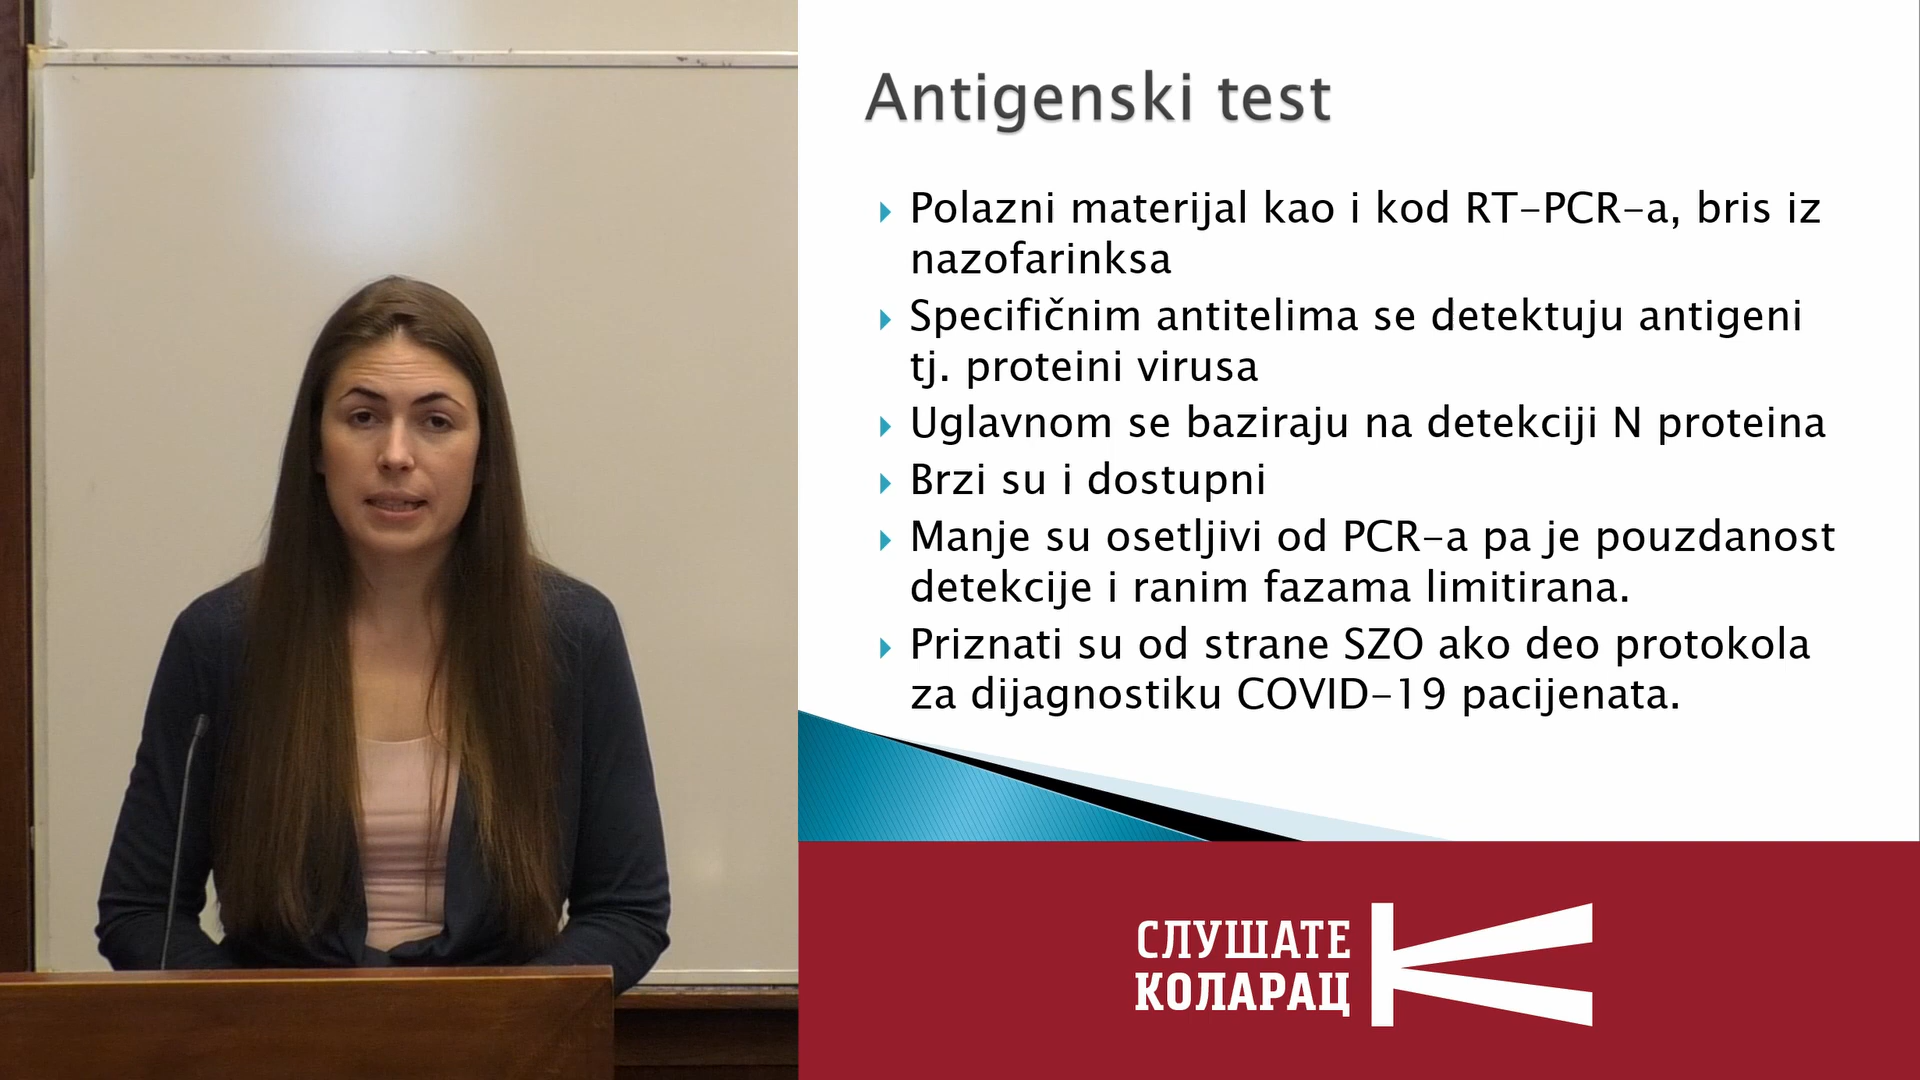 Antigenski test
Polazni materijal kao i kod RT-PCR-a, bris iz
nazofarinksa
Specifičnim antitelima se detektuju antigeni
tj. proteini virusa
Uglavnom se baziraju na detekciji N proteina
Brzi su i dostupni
Manje su osetljivi od PCR-a pa je pouzdanost
detekcije i ranim fazama limitirana.
Priznati su od strane SZO ako deo protokola
za dijagnostiku COVID-19 pacijenata.
СЛУШАТЕ
КОЛАРАЦ